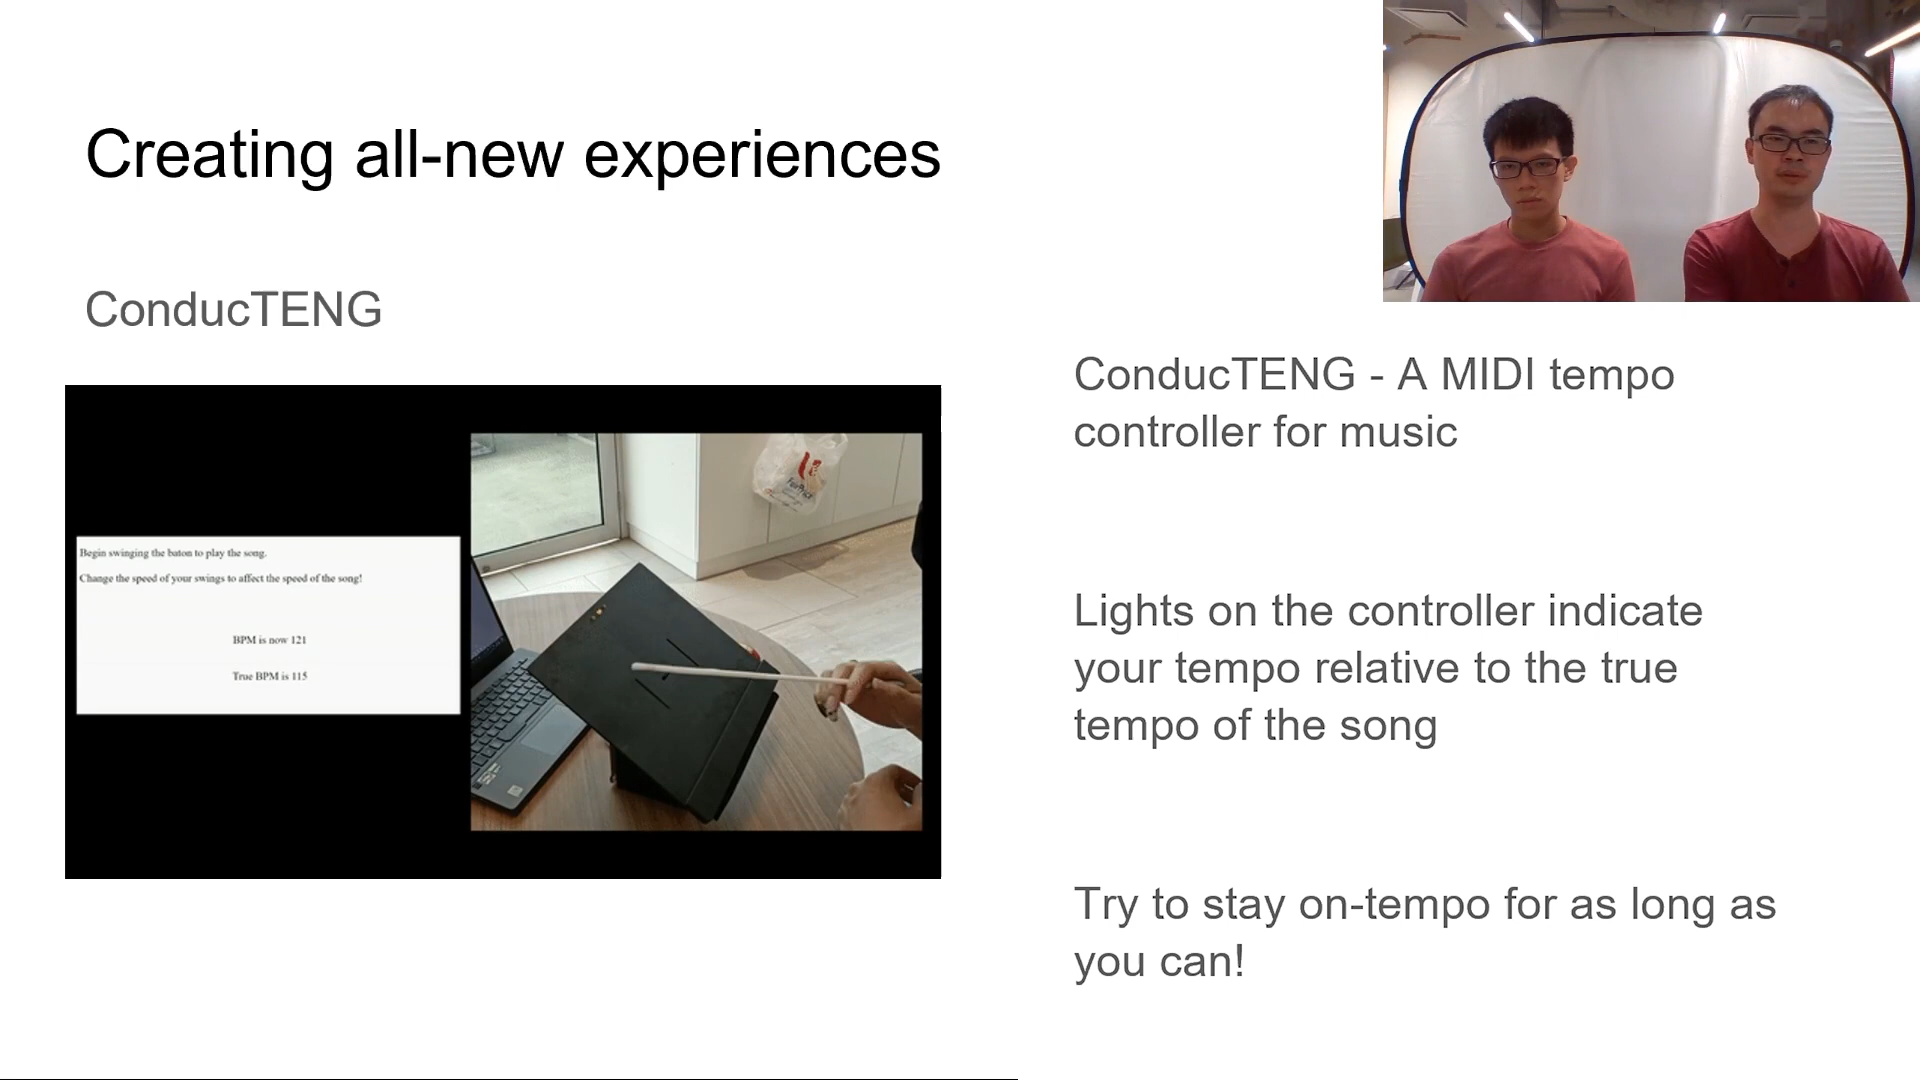 Creating all-new experiences
ConducTENG
Begin swinging the baton to play the song.
Change the speed of your swings to affect the speed of the song!
BPM is now 121
True BPM is 115
FairPrice
ConducTENG - A MIDI tempo
controller for music
Lights on the controller indicate
your tempo relative to the true
tempo of the song
Try to stay on-tempo for as long as
you can!